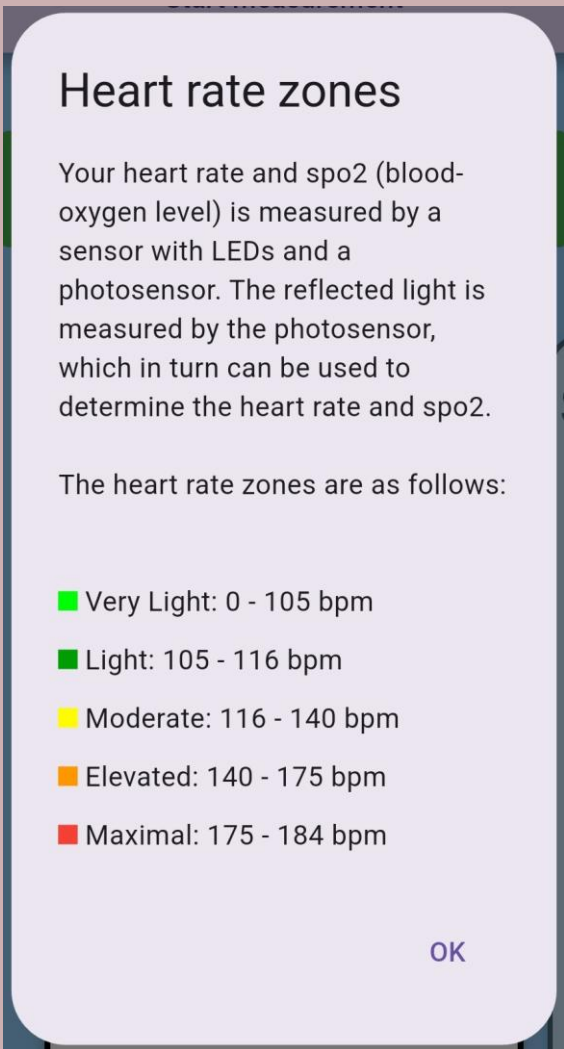 Heart rate zones
Your heart rate and spo2 (blood-
oxygen level) is measured by a
sensor with LEDs and a
photosensor. The reflected light is
measured by the photosensor,
which in turn can be used to
determine the heart rate and spo2.
The heart rate zones are as follows:
Very Light: 0 - 105 bpm
Light: 105 - 116 bpm
Moderate: 116 - 140 bpm
Elevated: 140 - 175 bpm
Maximal: 175 - 184 bpm
OK